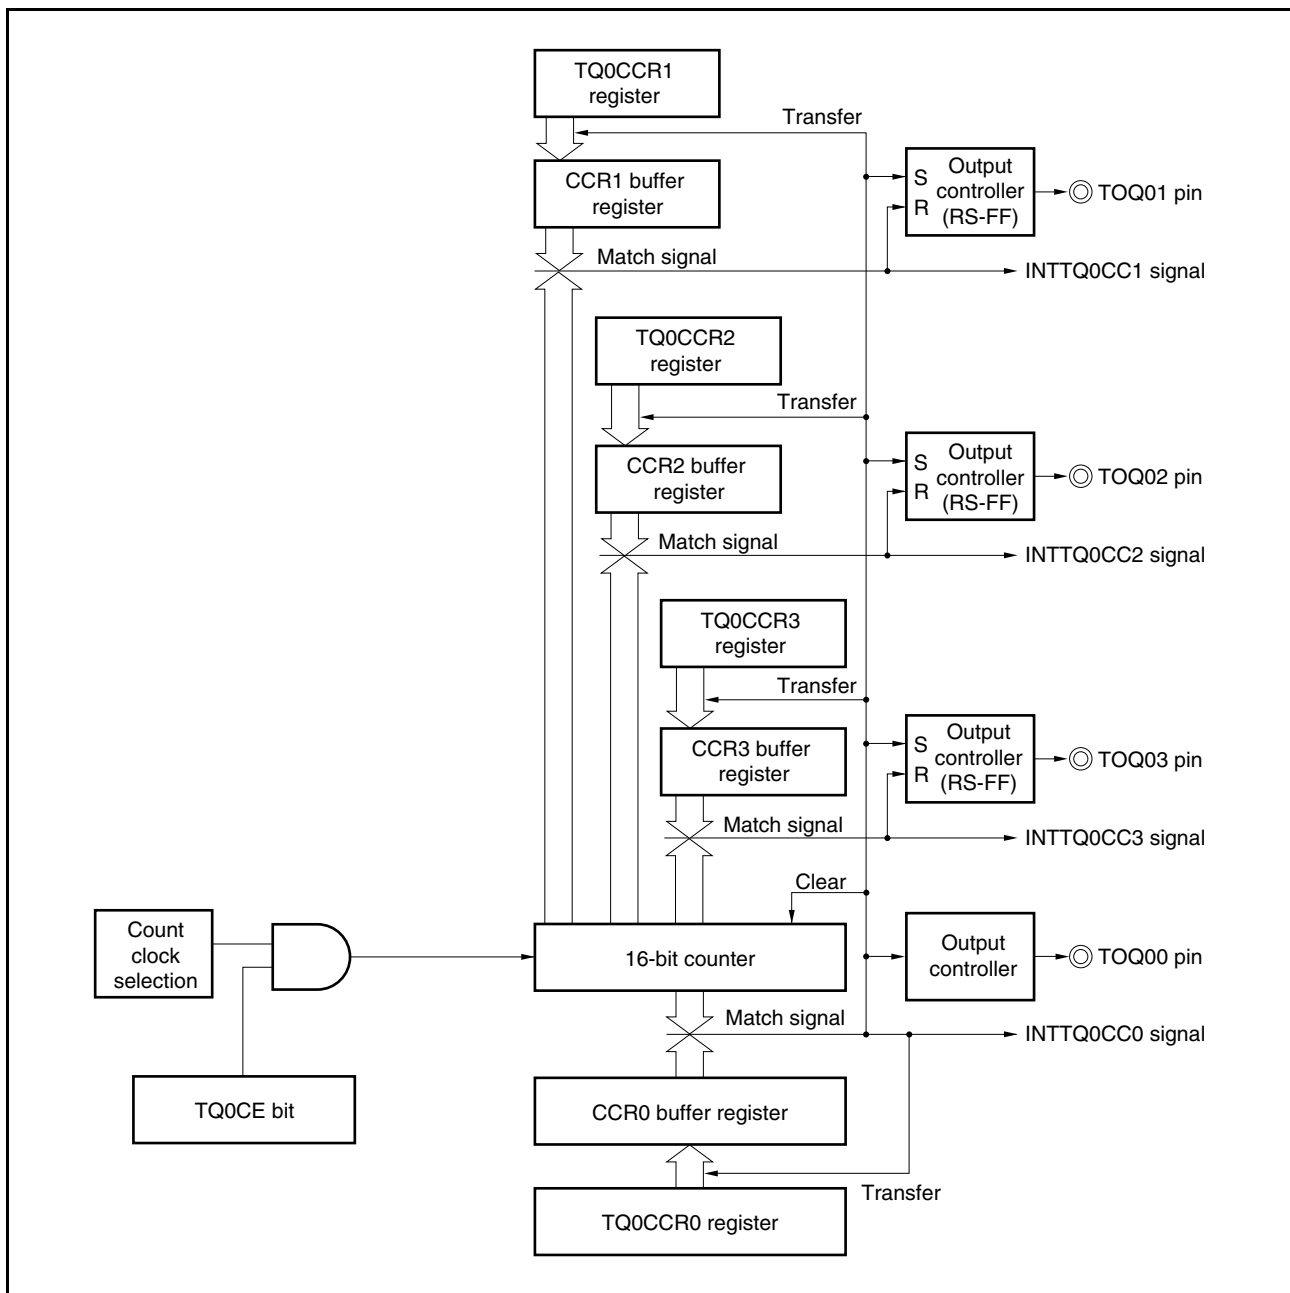 TQ0CCR1
register
Transfer
CCR1 buffer
register
S
R
Output
controller
(RS-FF)
TOQ01 pin
Match signal
INTTQ0CC1 signal
TQ0CCR2
register
Transfer
CCR2 buffer
register
S
R
Output
controller
(RS-FF)
TOQ02 pin
Match signal
INTTQ0CC2 signal
TQ0CCR3
register
Transfer
CCR3 buffer
register
S
R
Output
controller
(RS-FF)
TOQ03 pin
Match signal
INTTQ0CC3 signal
Clear
Count
clock
selection
16-bit counter
Output
controller
TOQ00 pin
Match signal
INTTQ0CC0 signal
TQ0CE bit
CCR0 buffer register
Transfer
TQ0CCR0 register